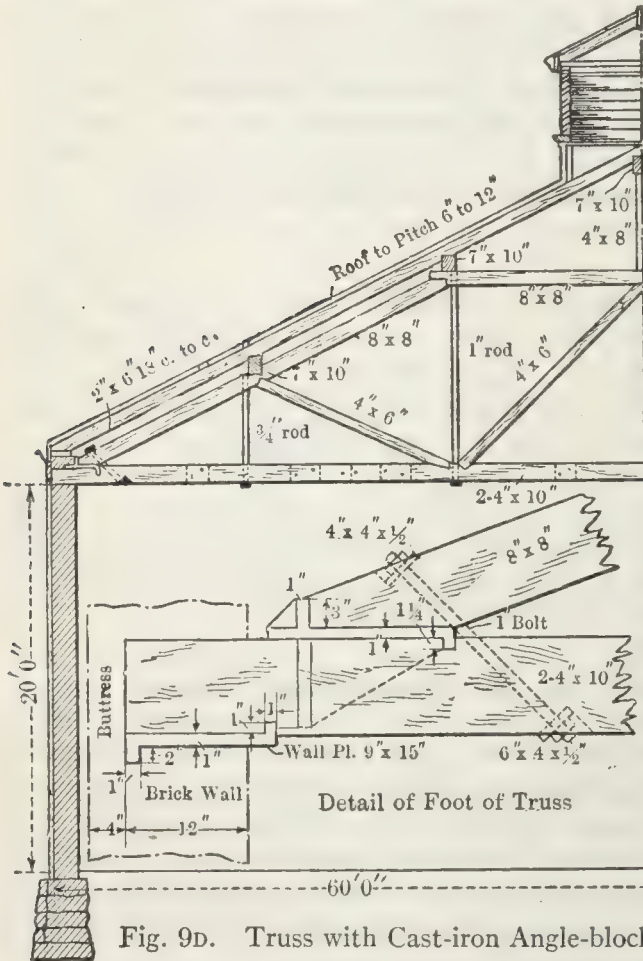 7" x 10"
4" x 8"
Roof to Pitch 6" to 12"
7" x 10"
8" x 8"
2" x 6" 18" c. to c.
8" x 8"
1" rod
4" x 6"
7" x 10"
4" x 6"
3/4" rod
2-4" x 10"
4" x 4" x 1/2"
8" x 8"
1"
3"
1 1/4"
1" Bolt
1"
20'0"
Buttress
2-4" x 10"
1"
1"
Wall Pl. 9" x 15"
6" x 4 x 1/2"
2"
1"
1"
Brick Wall
Detail of Foot of Truss
4"
12"
60'0"
Fig. 9D. Truss with Cast-iron Angle-block